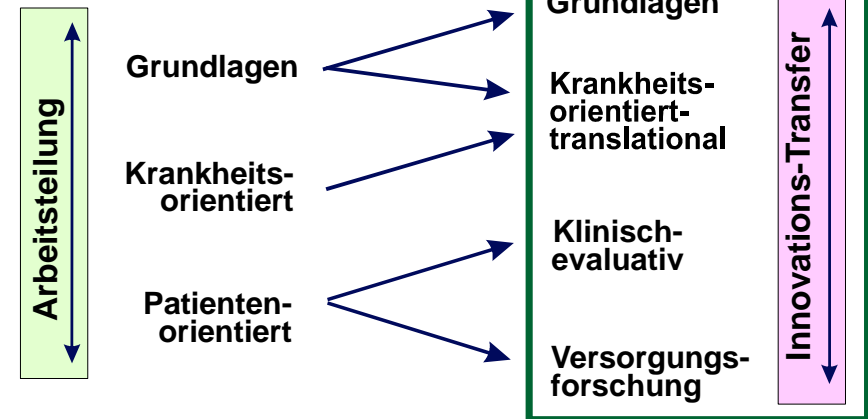 Arbeitsteilung
Grundlagen
Krankheits-
orientiert
Patienten-
orientiert
Grundlagen
Krankheits-
orientiert-
translational
Klinisch-
evaluativ
Versorgungs-
forschung
Innovations-Transfer